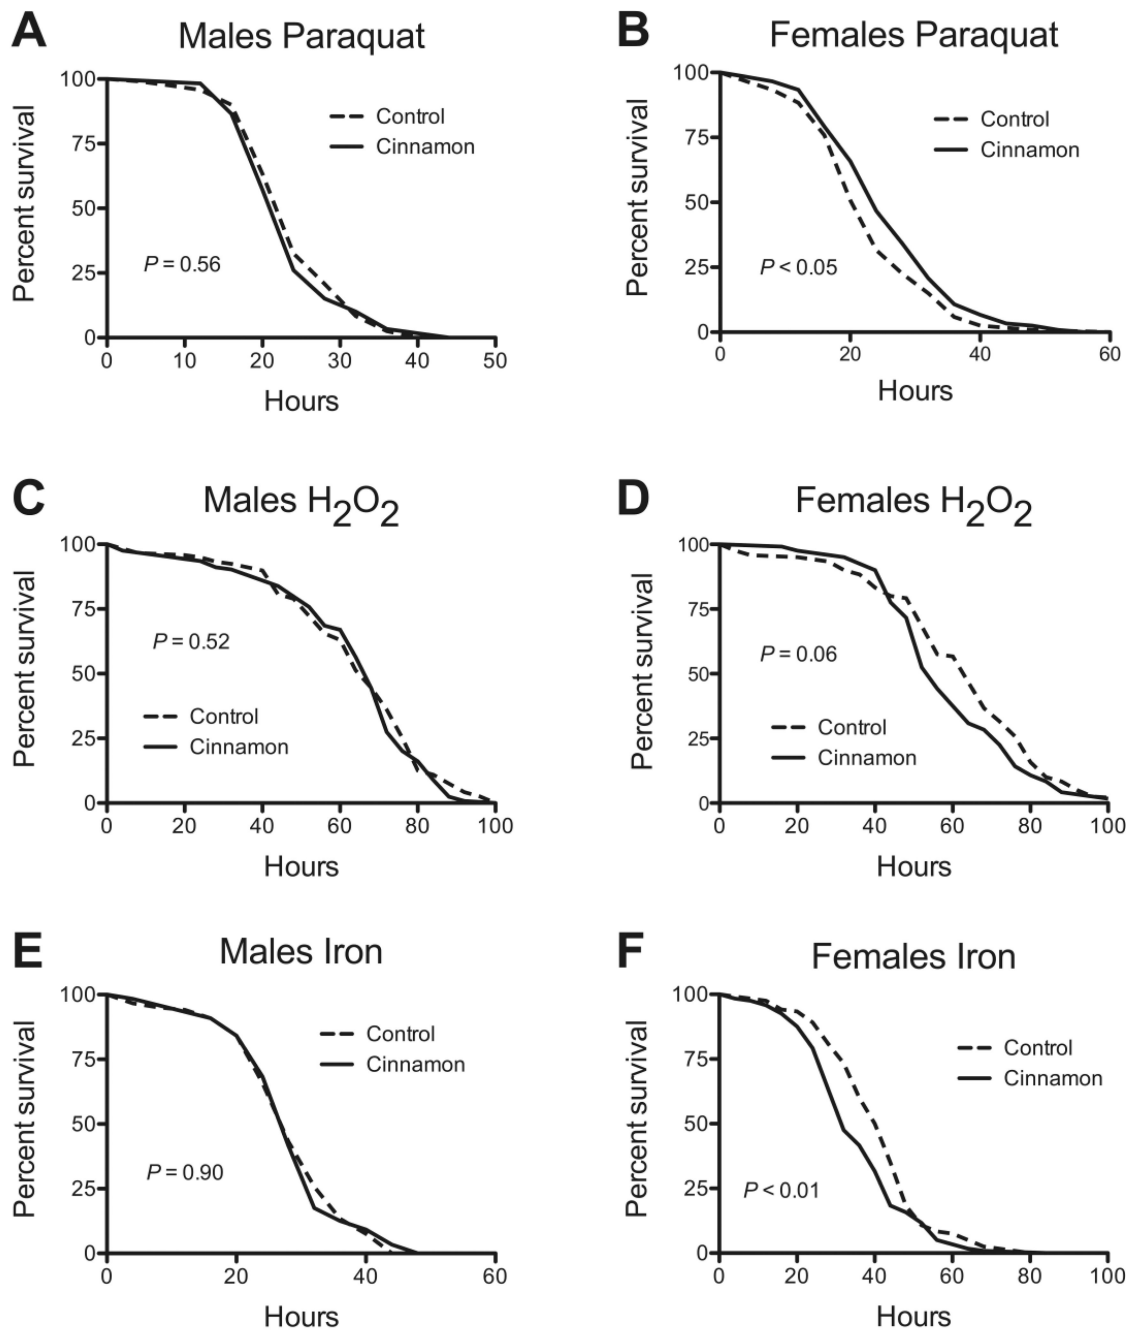 A
Males Paraquat
Percent survival
100
75
50
25
0
Control
Cinnamon
P = 0.56
0 10 20 30 40 50
Hours
B
Females Paraquat
Percent survival
100
75
50
25
0
Control
Cinnamon
P < 0.05
0 20 40 60
Hours
C
Males H2O2
Percent survival
100
75
50
25
0
P = 0.52
Control
Cinnamon
0 20 40 60 80 100
Hours
D
Females H2O2
Percent survival
100
75
50
25
0
P = 0.06
Control
Cinnamon
0 20 40 60 80 100
Hours
E
Males Iron
Percent survival
100
75
50
25
0
Control
Cinnamon
P = 0.90
0 20 40 60
Hours
F
Females Iron
Percent survival
100
75
50
25
0
Control
Cinnamon
P < 0.01
0 20 40 60 80 100
Hours